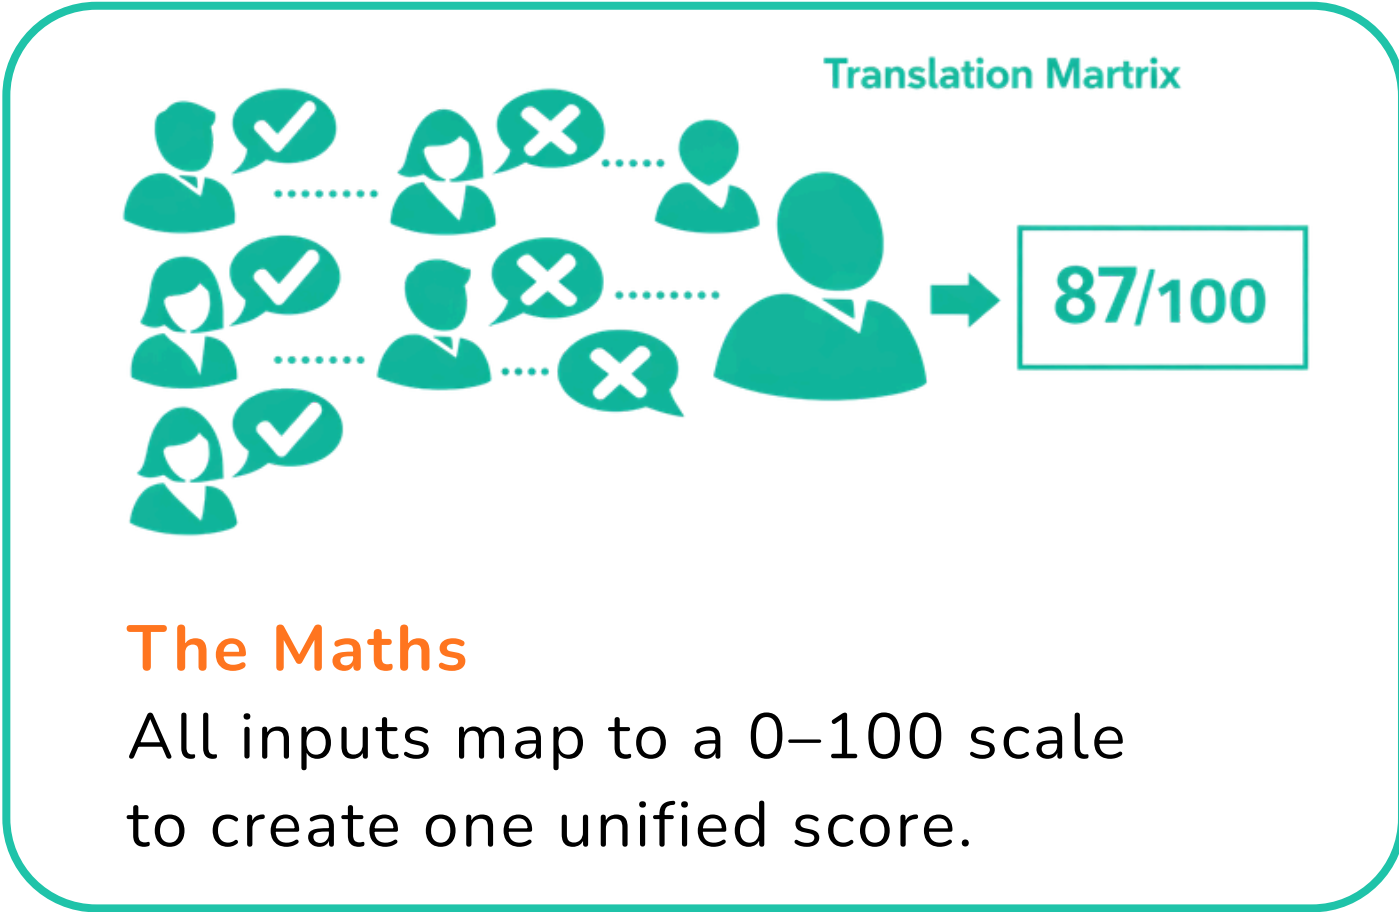 Translation Martrix
87/100
The Maths
All inputs map to a 0–100 scale
to create one unified score.